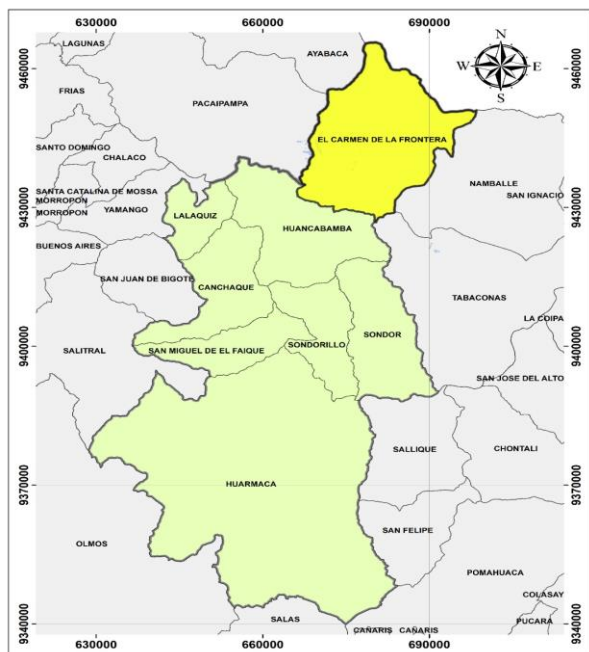 630000 660000 690000
LAGUNAS
AYABACA
N
W E
S
9460000 9460000
FRIAS
PACAIPAMPA
EL CARMEN DE LA FRONTERA
SANTO DOMINGO
CHALACO
NAMBALLE
SANTA CATALINA DE MOSSA
SAN IGNACIO
MORROPON
MORROPON
YAMANGO
LALAQUIZ
9430000 9430000
HUANCABAMBA
BUENOS AIRES
SAN JUAN DE BIGOTE
CANCHAQUE
TABACONAS
LA COIPA
SALITRAL
SAN MIGUEL DE EL FAIQUE
SONDORILLO
SONDOR
9400000 9400000
SAN JOSE DEL ALTO
SALLIQUE
CHONTALI
HUARMACA
9370000 9370000
OLMOS
SAN FELIPE
POMAHUACA
COLASAY
SALAS
PUCARA
CAÑARIS CAÑARIS
9340000 9340000
630000 660000 690000